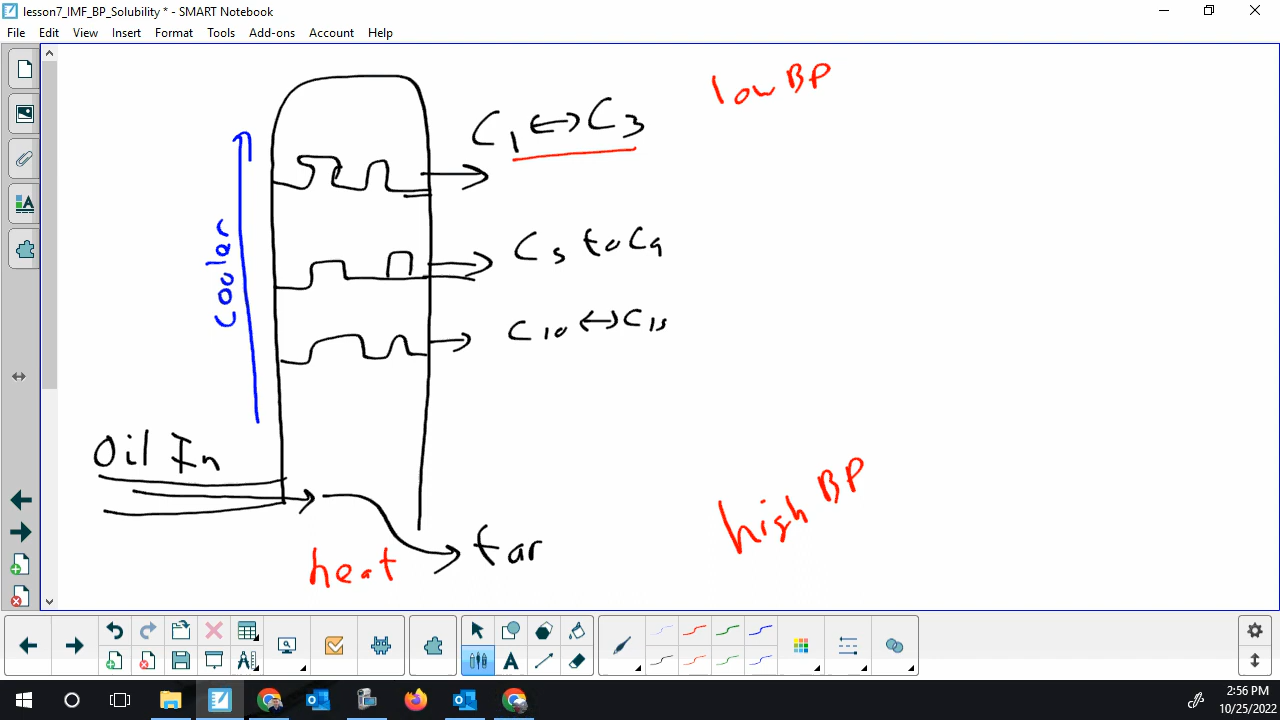 lesson7_IMF_BP_Solubility * - SMART Notebook
File Edit View Insert Format Tools Add-ons Account Help
low BP
C1 ↔ C3
C5 to C9
cooler
C10 ↔ C15
Oil In
high BP
tar
heat
2:56 PM
10/25/2022